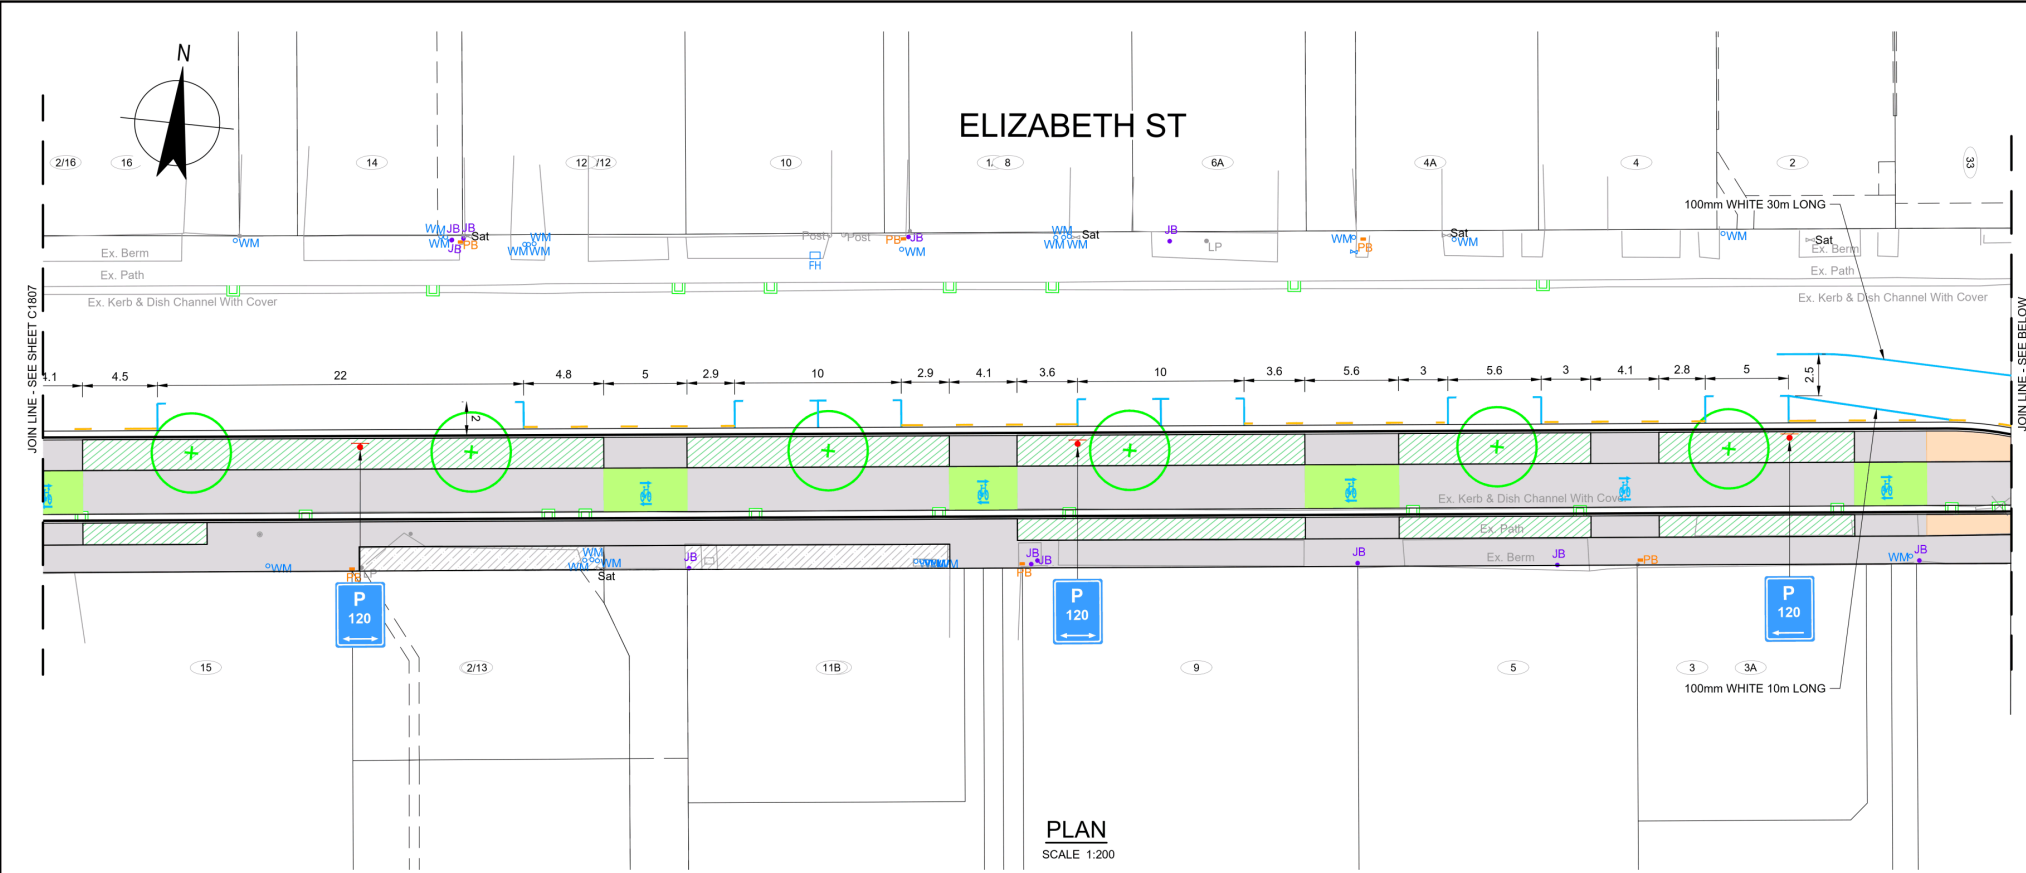 N
ELIZABETH ST
2/16
16
14
12
/12
10
8
6A
4A
4
2
33
100mm WHITE 30m LONG
WM
WM
JB
JB
Sat
WM
PB
JB
WM
WM
WM
Post
Post
FH
PB
JB
WM
WM
WM
WM
Sat
JB
LP
WM
PB
Sat
WM
WM
Sat
Ex. Berm
Ex. Berm
Ex. Path
Ex. Path
Ex. Kerb & Dish Channel With Cover
Ex. Kerb & Dish Channel With Cover
JOIN LINE - SEE SHEET C1807
JOIN LINE - SEE BELOW
4.5
22
4.8
5
2.9
10
2.9
4.1
3.6
10
3.6
5.6
3
5.6
3
4.1
2.8
5
2.5
2
Ex. Kerb & Dish Channel With Cover
Ex. Path
Ex. Berm
WM
PB
LP
WM
WM
WM
Sat
JB
WM
JB
JB
PB
JB
JB
PB
WM
JB
P
120
P
120
P
120
15
2/13
11B
9
5
3
3A
100mm WHITE 10m LONG
PLAN
SCALE 1:200